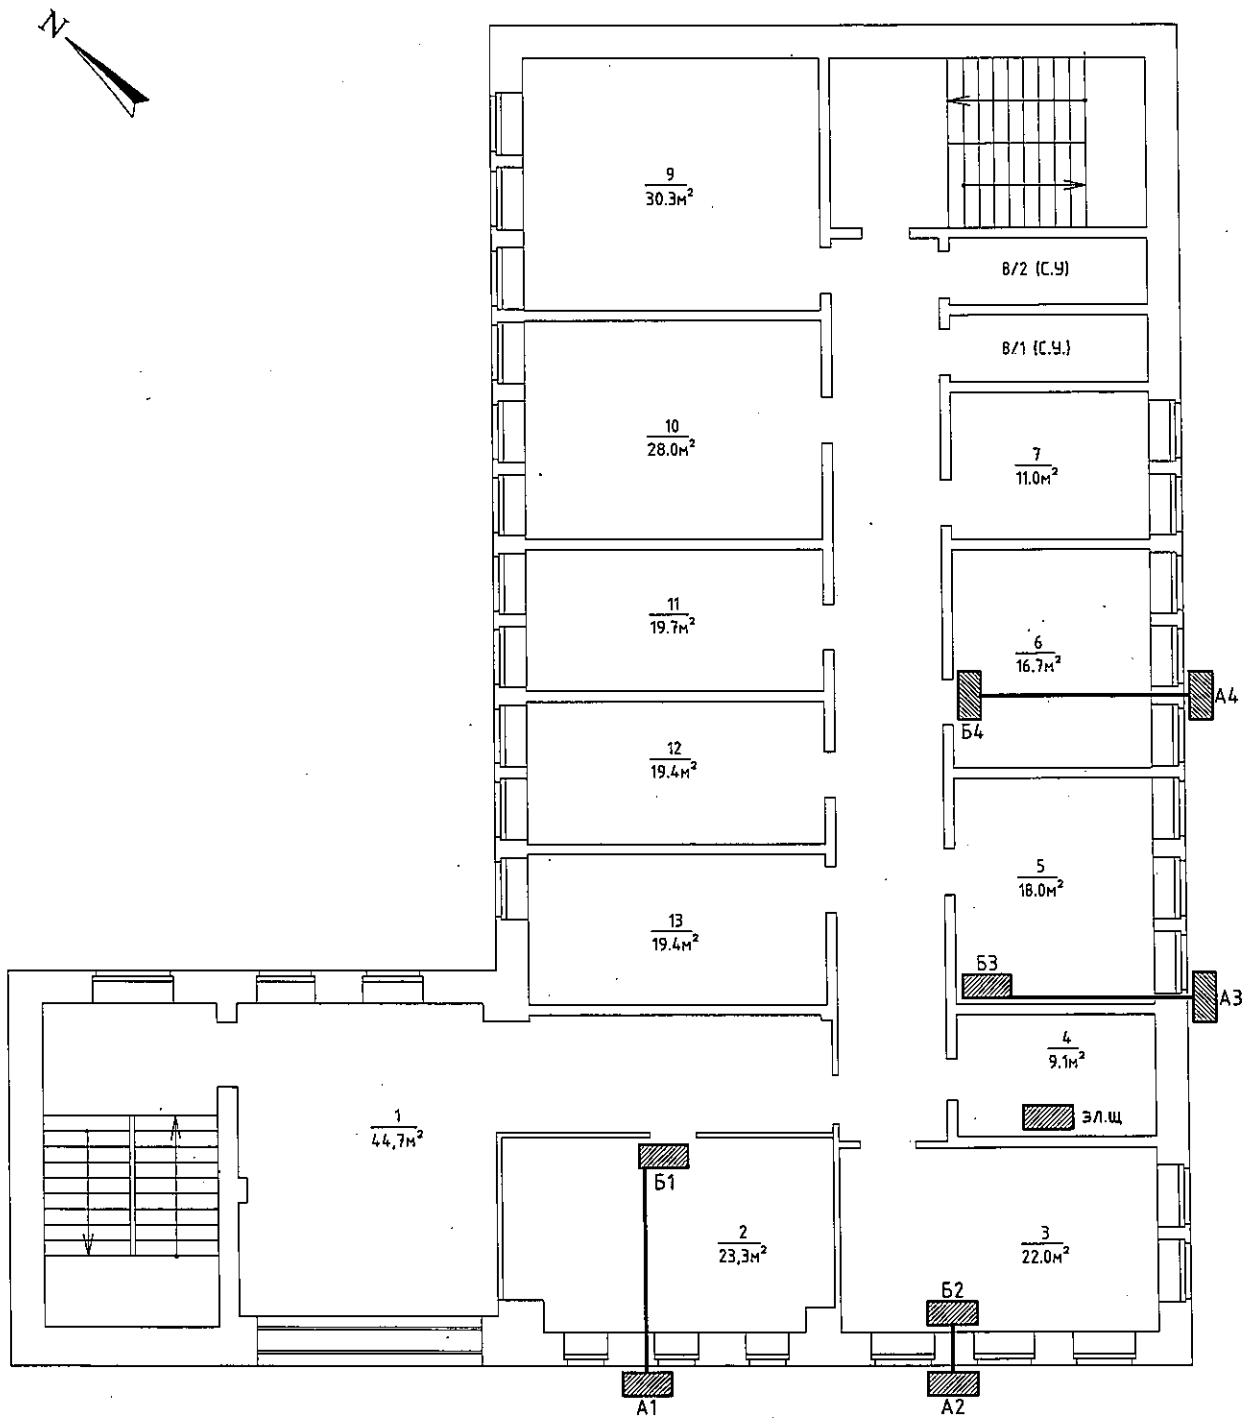 N
9
30.3м²
В/2 (С.У)
В/1 (С.У.)
10
28.0м²
7
11.0м²
11
19.7м²
6
16.7м²
А4
Б4
12
19.4м²
5
18.0м²
13
19.4м²
Б3
А3
4
9.1м²
ЭЛ.Щ
1
44,7м²
Б1
2
23,3м²
3
22.0м²
Б2
А1
А2